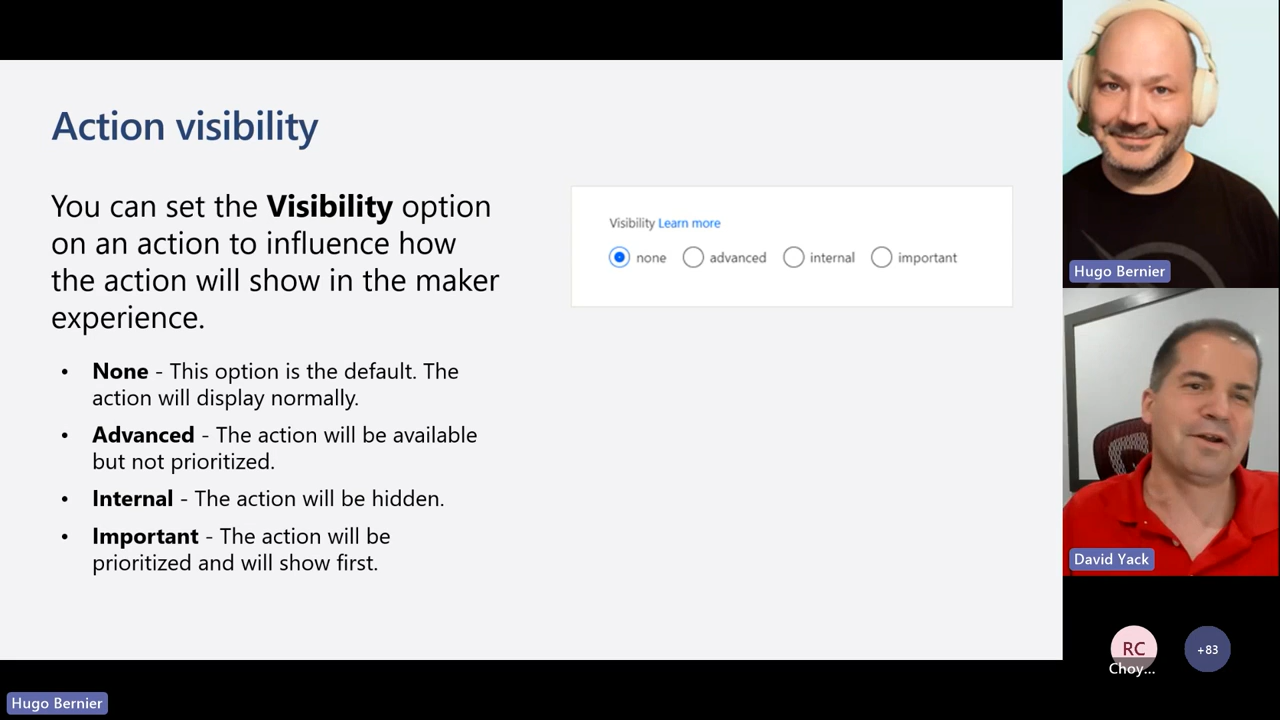 Action visibility
You can set the Visibility option
on an action to influence how
the action will show in the maker
experience.
• None - This option is the default. The
action will display normally.
• Advanced - The action will be available
but not prioritized.
• Internal - The action will be hidden.
• Important - The action will be
prioritized and will show first.
Visibility Learn more
none advanced internal important
Hugo Bernier
David Yack
RC
Choy...
+83
Hugo Bernier